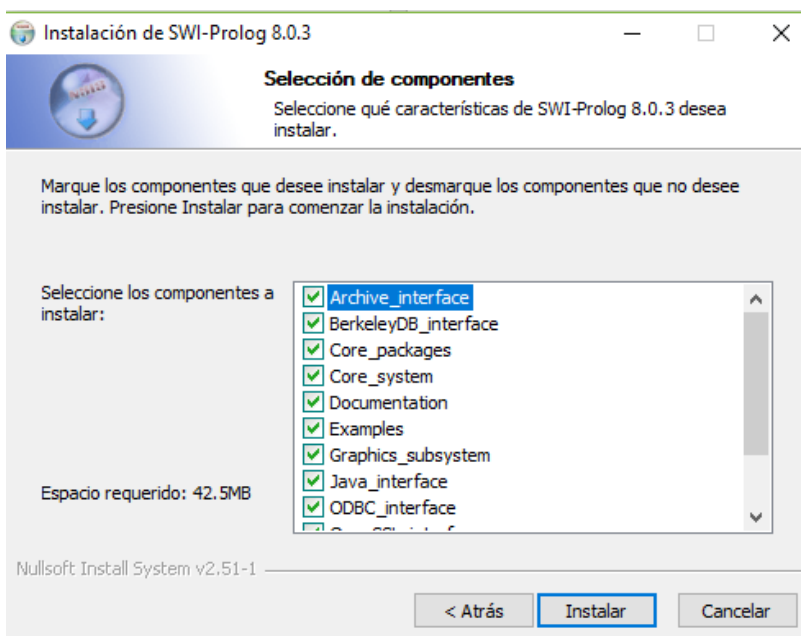 Instalación de SWI-Prolog 8.0.3
Selección de componentes
Seleccione qué características de SWI-Prolog 8.0.3 desea
instalar.
Marque los componentes que desee instalar y desmarque los componentes que no desee
instalar. Presione Instalar para comenzar la instalación.
Seleccione los componentes a
instalar:
Archive_interface
BerkeleyDB_interface
Core_packages
Core_system
Documentation
Examples
Graphics_subsystem
Java_interface
ODBC_interface
Espacio requerido: 42.5MB
Nullsoft Install System v2.51-1
< Atrás
Instalar
Cancelar